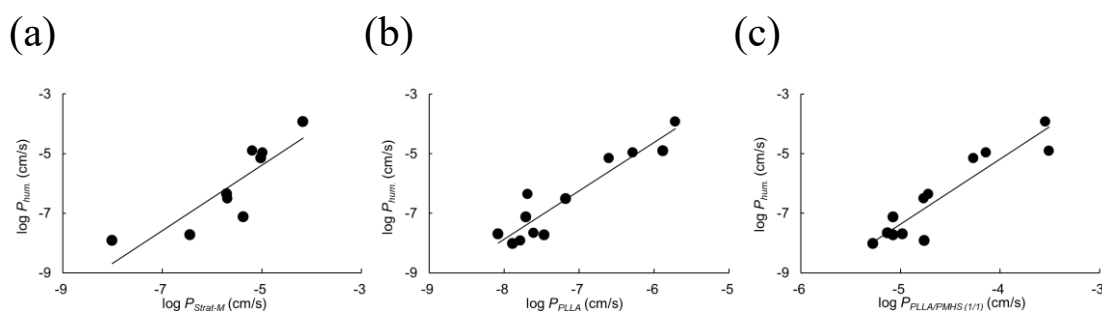 (a)
-3
-5
-7
-9
-9
-7
-5
-3
log P_hum. (cm/s)
log P_Strat-M (cm/s)
(b)
-3
-5
-7
-9
-9
-8
-7
-6
-5
log P_hum. (cm/s)
log P_PLLA (cm/s)
(c)
-3
-5
-7
-9
-6
-5
-4
-3
log P_hum. (cm/s)
log P_PLLA/PMHS (1/1) (cm/s)